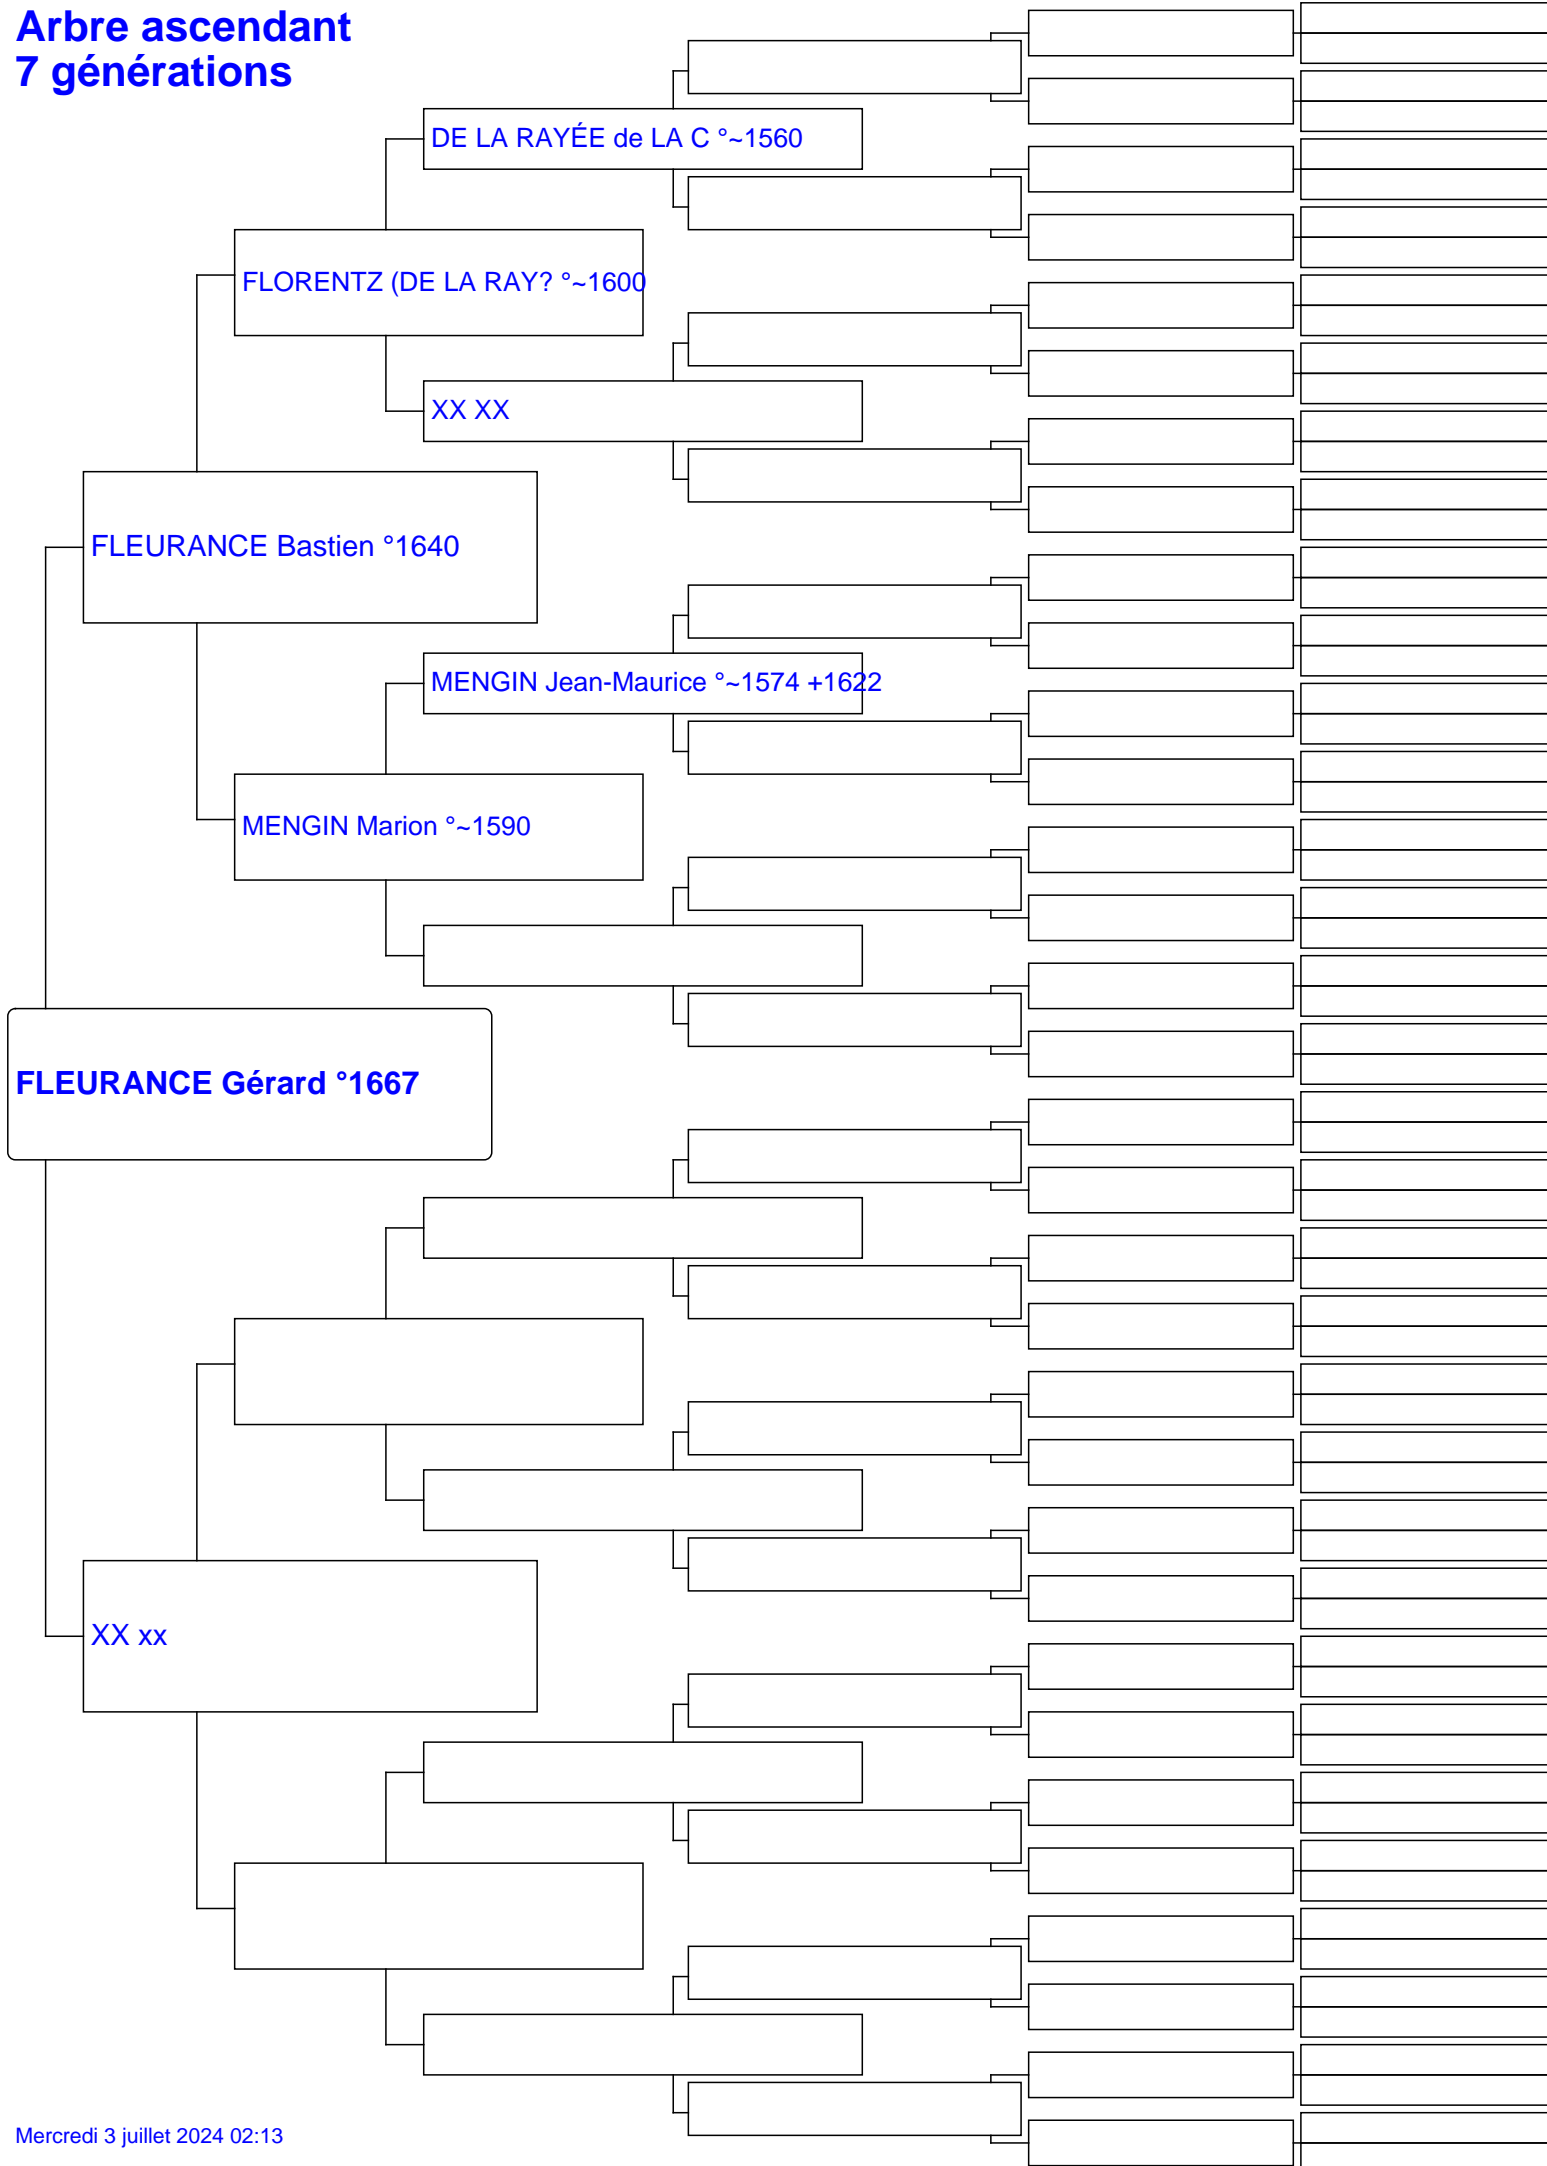 Arbre ascendant
7 générations
DE LA RAYÉE de LA C °~1560
FLORENTZ (DE LA RAY? °~1600
XX XX
FLEURANCE Bastien °1640
MENGIN Jean-Maurice °~1574 +1622
MENGIN Marion °~1590
FLEURANCE Gérard °1667
XX xx
Mercredi 3 juillet 2024 02:13